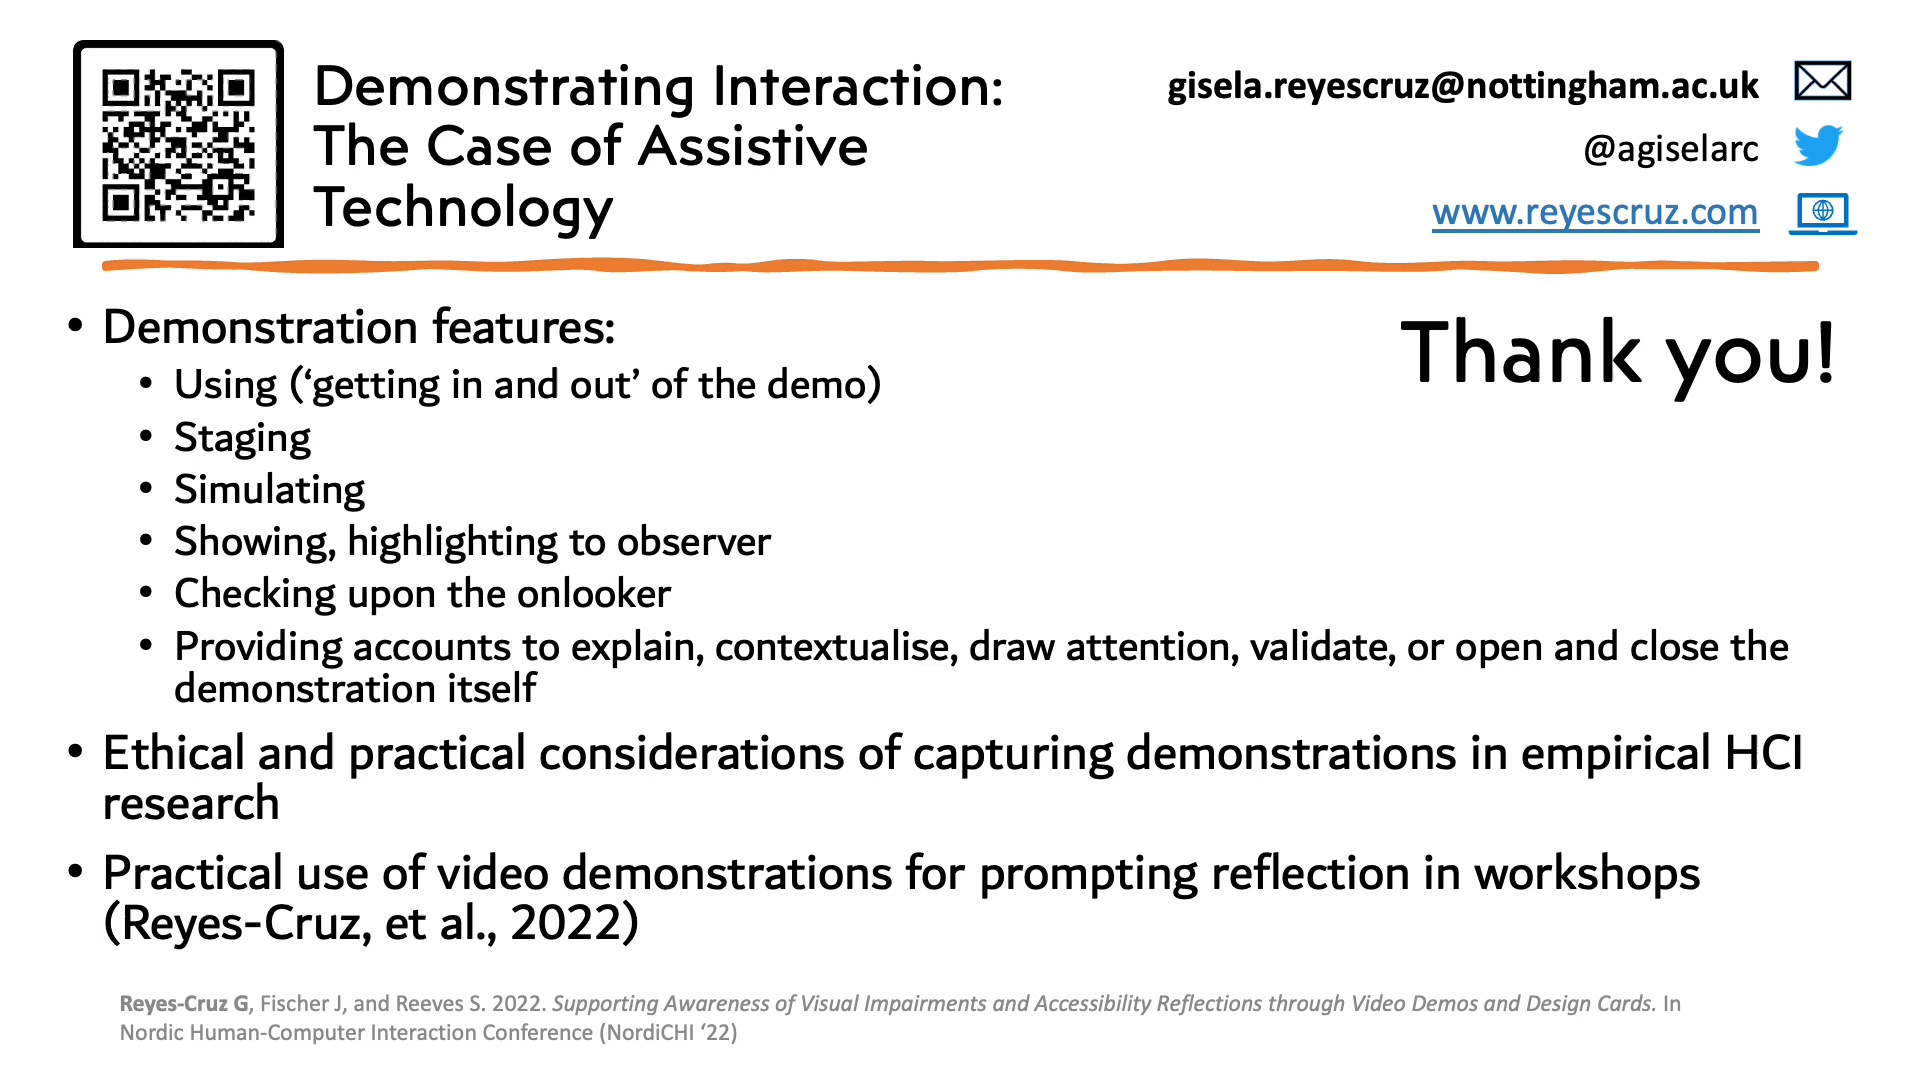 Demonstrating Interaction:
The Case of Assistive
Technology
gisela.reyescruz@nottingham.ac.uk
@agiselarc
www.reyescruz.com
Thank you!
• Demonstration features:
• Using (‘getting in and out’ of the demo)
• Staging
• Simulating
• Showing, highlighting to observer
• Checking upon the onlooker
• Providing accounts to explain, contextualise, draw attention, validate, or open and close the
demonstration itself
• Ethical and practical considerations of capturing demonstrations in empirical HCI
research
• Practical use of video demonstrations for prompting reflection in workshops
(Reyes-Cruz, et al., 2022)
Reyes-Cruz G, Fischer J, and Reeves S. 2022. Supporting Awareness of Visual Impairments and Accessibility Reflections through Video Demos and Design Cards. In
Nordic Human-Computer Interaction Conference (NordiCHI ‘22)